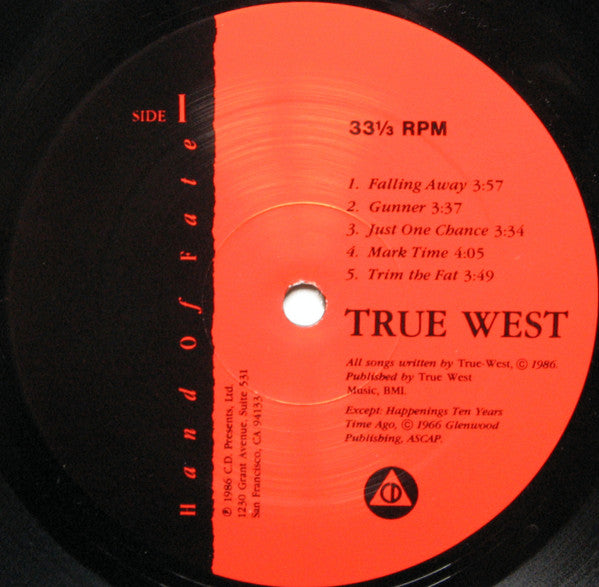 SIDE I
Hand Of Fate
33⅓ RPM
1. Falling Away 3:57
2. Gunner 3:37
3. Just One Chance 3:34
4. Mark Time 4:05
5. Trim the Fat 3:49
TRUE WEST
All songs written by True West, © 1986.
Published by True West
Music, BMI.
Except: Happenings Ten Years
Time Ago, © 1966 Glenwood
Publishing, ASCAP.
℗ 1986 C.D. Presents, Ltd.
1230 Grant Avenue, Suite 531
San Francisco, CA 94133
CD